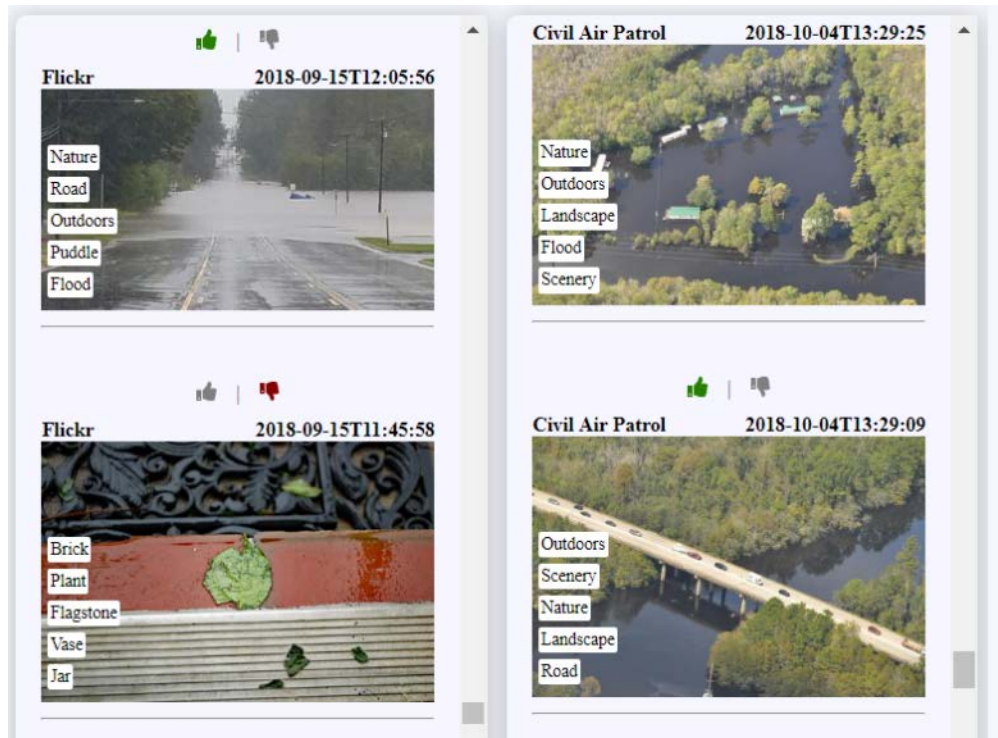 Flickr 2018-09-15T12:05:56
Nature
Road
Outdoors
Puddle
Flood
Flickr 2018-09-15T11:45:58
Brick
Plant
Flagstone
Vase
Jar
Civil Air Patrol 2018-10-04T13:29:25
Nature
Outdoors
Landscape
Flood
Scenery
Civil Air Patrol 2018-10-04T13:29:09
Outdoors
Scenery
Nature
Landscape
Road